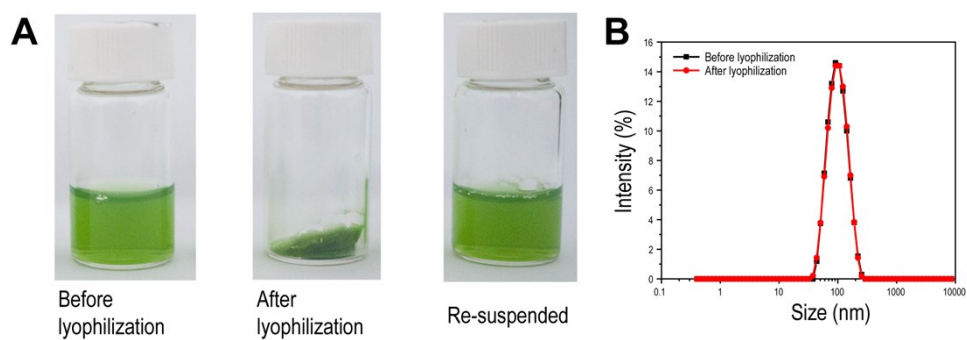 A
Before
lyophilization
After
lyophilization
Re-suspended
B
Before lyophilization
After lyophilization
Intensity (%)
16
14
12
10
8
6
4
2
0
0.1
1
10
100
1000
10000
Size (nm)